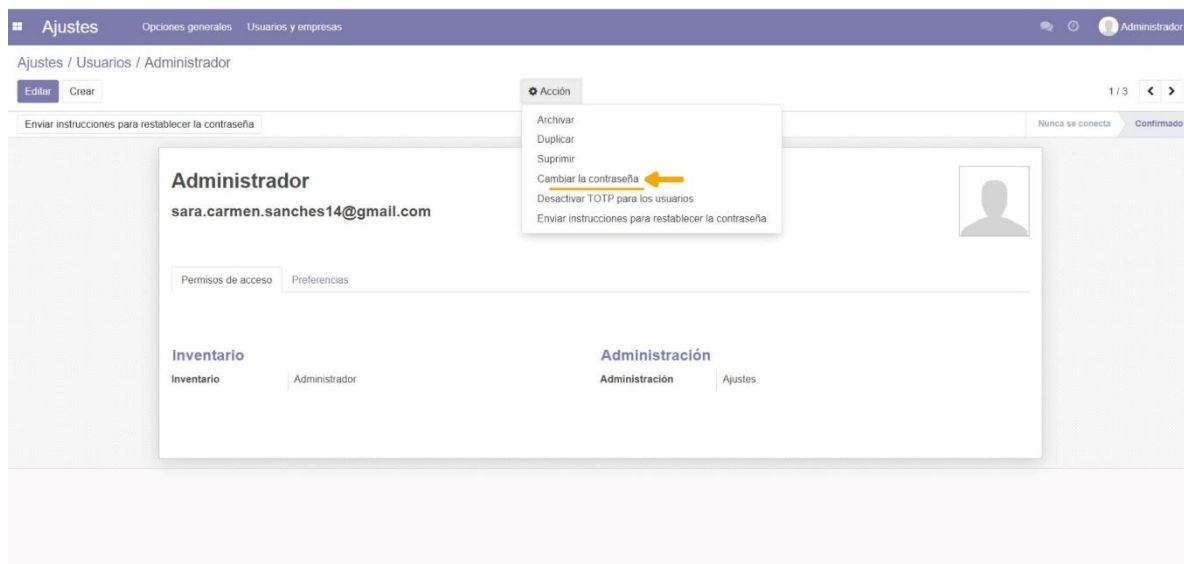 Ajustes Opciones generales Usuarios y empresas Administrador
Ajustes / Usuarios / Administrador
Editar Crear Acción 1 / 3
Enviar instrucciones para restablecer la contraseña Nunca se conecta Confirmado
Archivar
Duplicar
Suprimir
Cambiar la contraseña
Desactivar TOTP para los usuarios
Enviar instrucciones para restablecer la contraseña
Administrador
sara.carmen.sanches14@gmail.com
Permisos de acceso Preferencias
Inventario Administración
Inventario Administrador Administración Ajustes